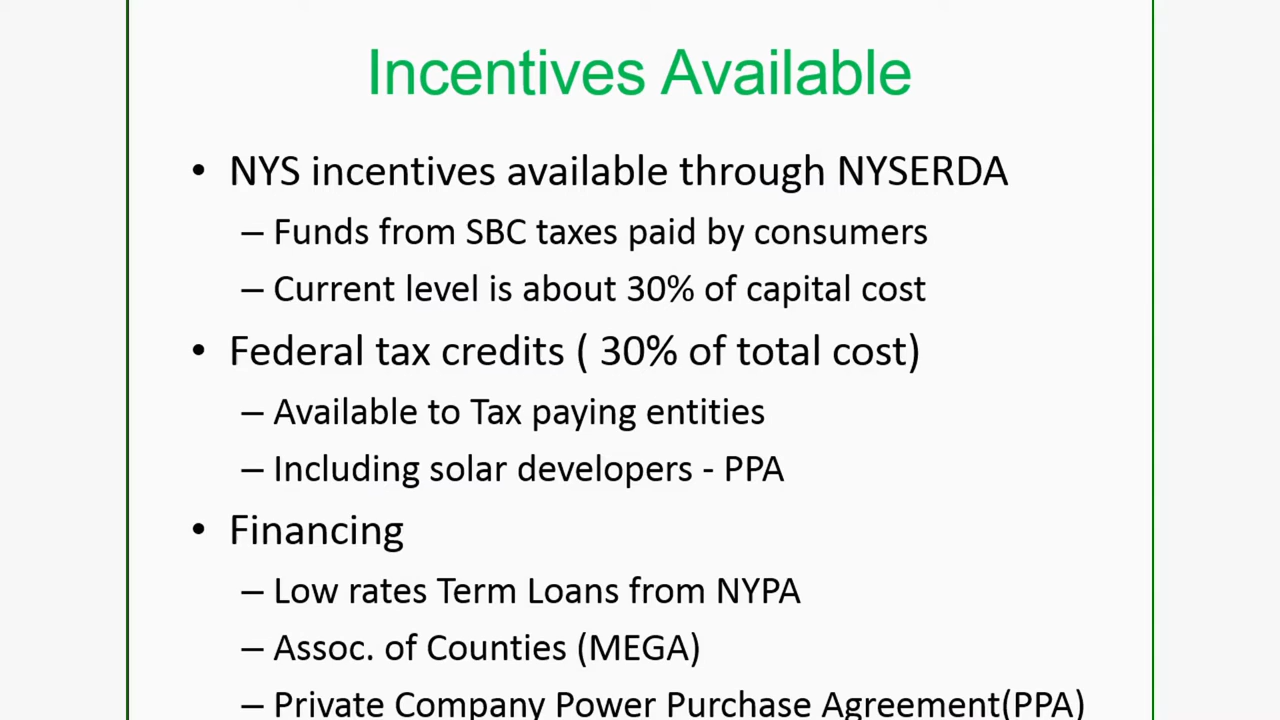 Incentives Available
• NYS incentives available through NYSERDA
– Funds from SBC taxes paid by consumers
– Current level is about 30% of capital cost
• Federal tax credits ( 30% of total cost)
– Available to Tax paying entities
– Including solar developers - PPA
• Financing
– Low rates Term Loans from NYPA
– Assoc. of Counties (MEGA)
– Private Company Power Purchase Agreement(PPA)